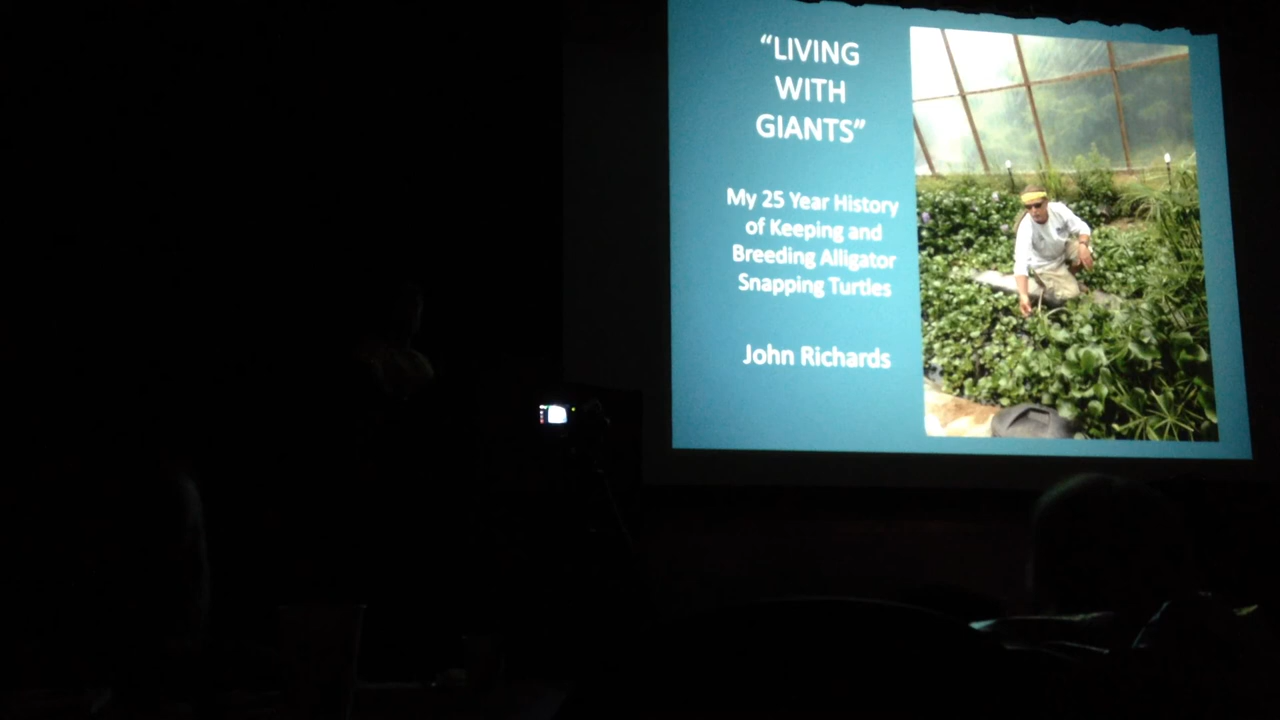 “LIVING
WITH
GIANTS”
My 25 Year History
of Keeping and
Breeding Alligator
Snapping Turtles
John Richards